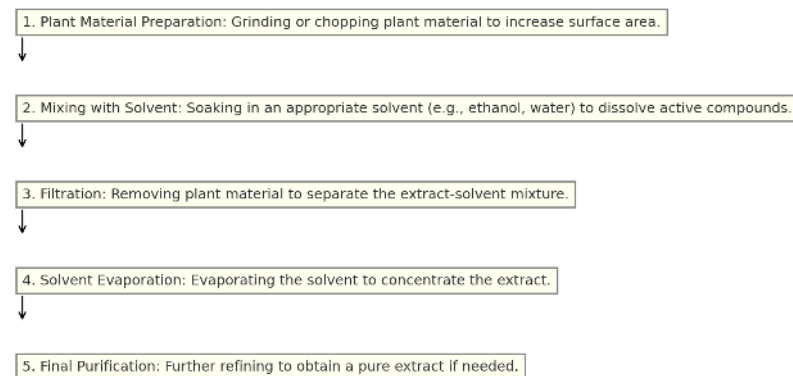 1. Plant Material Preparation: Grinding or chopping plant material to increase surface area.
2. Mixing with Solvent: Soaking in an appropriate solvent (e.g., ethanol, water) to dissolve active compounds.
3. Filtration: Removing plant material to separate the extract-solvent mixture.
4. Solvent Evaporation: Evaporating the solvent to concentrate the extract.
5. Final Purification: Further refining to obtain a pure extract if needed.